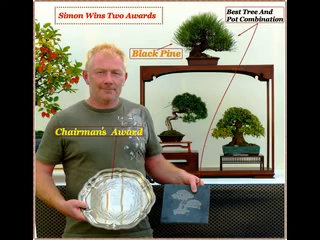 Simon Wins Two Awards
Best Tree And
Pot Combination
Black Pine
Chairman's Award